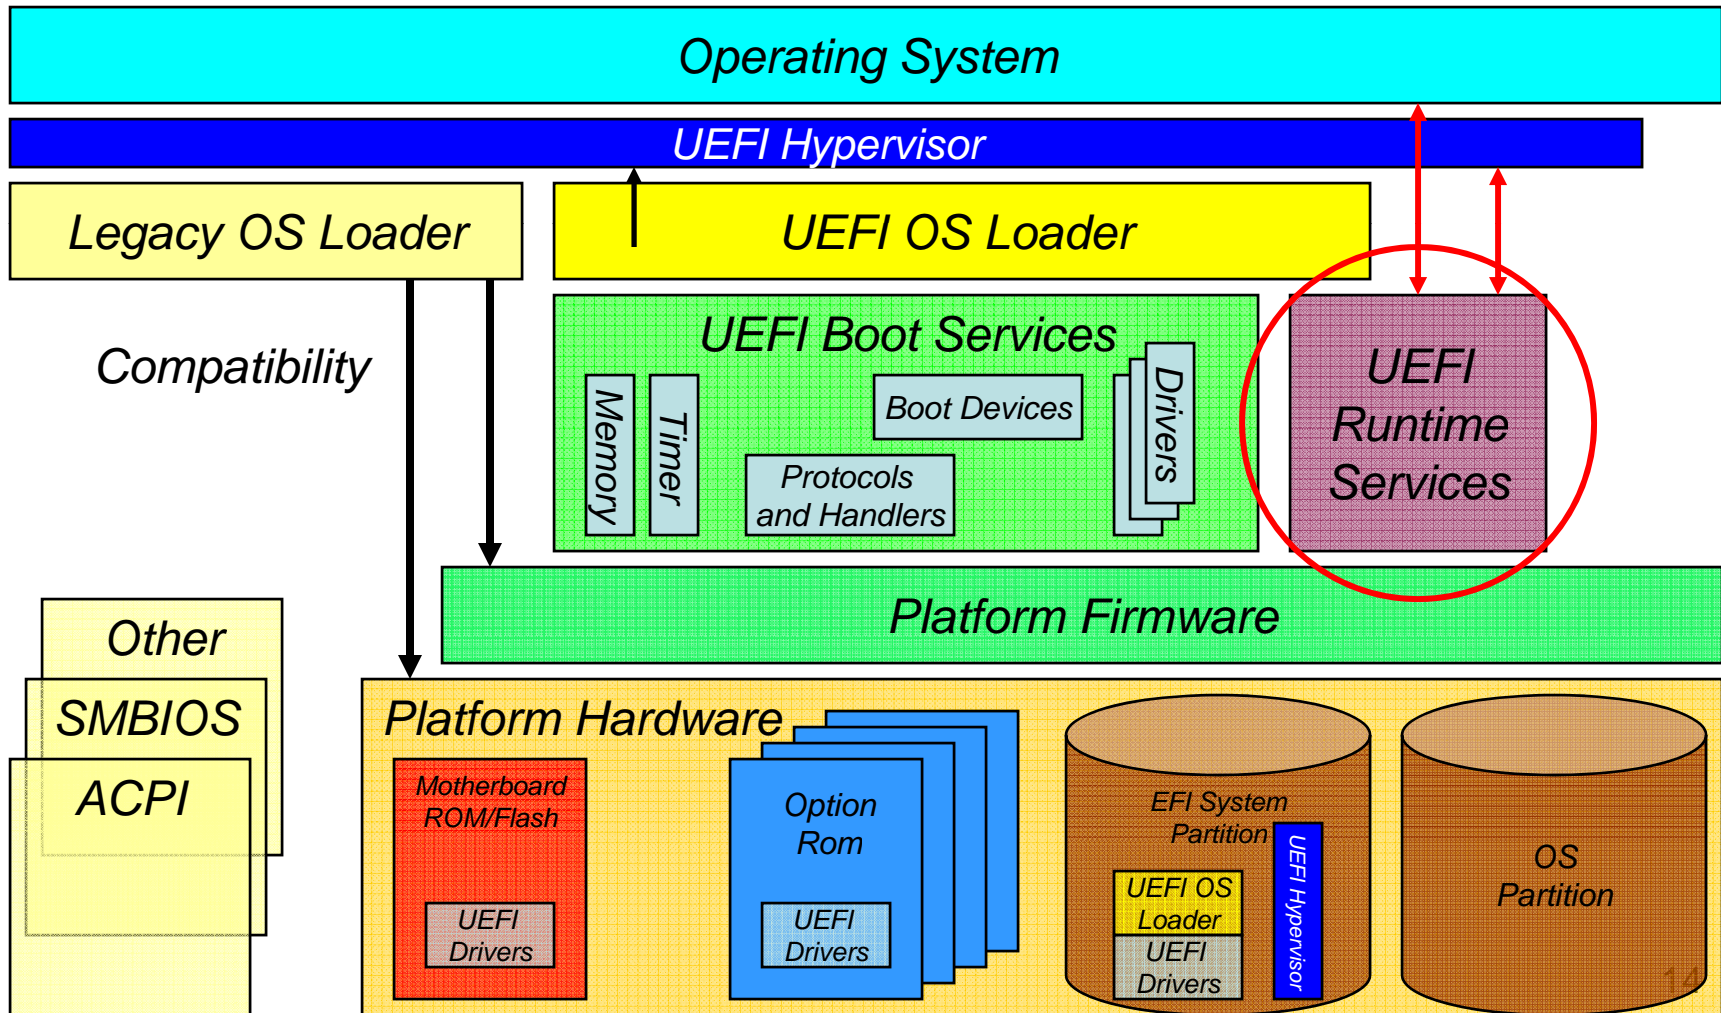 Operating System
UEFI Hypervisor
Legacy OS Loader
UEFI OS Loader
Compatibility
UEFI Boot Services
Memory
Timer
Boot Devices
Protocols
and Handlers
Drivers
UEFI
Runtime
Services
Platform Firmware
Other
SMBIOS
ACPI
Platform Hardware
Motherboard
ROM/Flash
UEFI
Drivers
Option
Rom
UEFI
Drivers
EFI System
Partition
UEFI OS
Loader
UEFI
Drivers
UEFI Hypervisor
OS
Partition
14